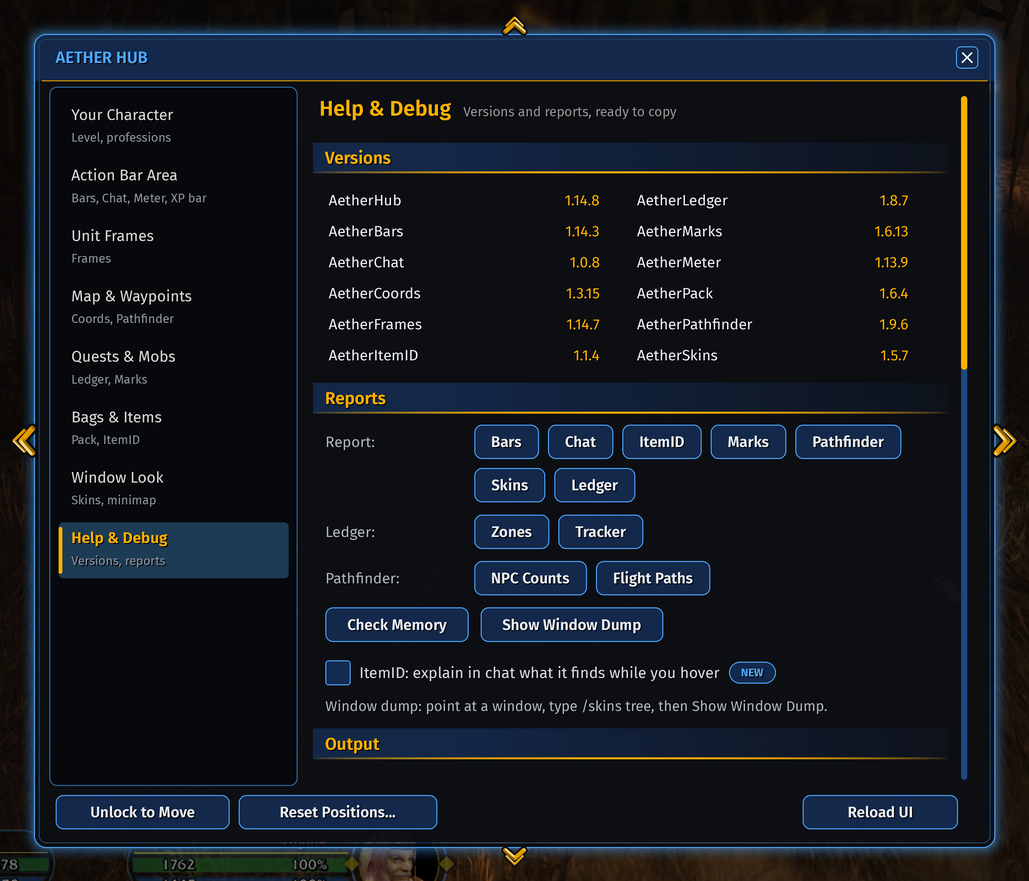 AETHER HUB
Your Character
Level, professions
Action Bar Area
Bars, Chat, Meter, XP bar
Unit Frames
Frames
Map & Waypoints
Coords, Pathfinder
Quests & Mobs
Ledger, Marks
Bags & Items
Pack, ItemID
Window Look
Skins, minimap
Help & Debug
Versions, reports
Help & Debug Versions and reports, ready to copy
Versions
AetherHub 1.14.8 AetherLedger 1.8.7
AetherBars 1.14.3 AetherMarks 1.6.13
AetherChat 1.0.8 AetherMeter 1.13.9
AetherCoords 1.3.15 AetherPack 1.6.4
AetherFrames 1.14.7 AetherPathfinder 1.9.6
AetherItemID 1.1.4 AetherSkins 1.5.7
Reports
Report: Bars Chat ItemID Marks Pathfinder
Skins Ledger
Ledger: Zones Tracker
Pathfinder: NPC Counts Flight Paths
Check Memory Show Window Dump
ItemID: explain in chat what it finds while you hover NEW
Window dump: point at a window, type /skins tree, then Show Window Dump.
Output
Unlock to Move Reset Positions... Reload UI
78 1762 100%